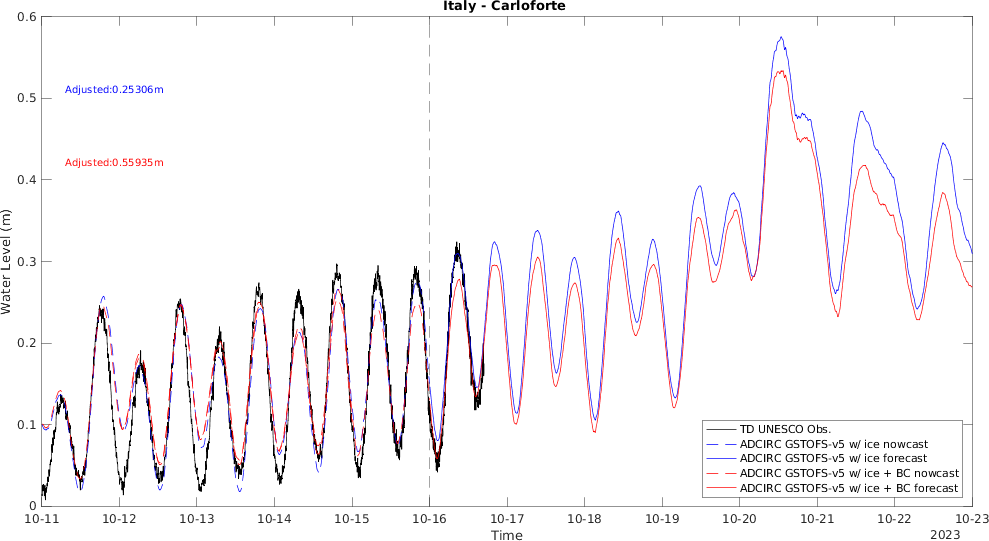 Italy - Carloforte
0.6
0.5
0.4
0.3
0.2
0.1
0
Water Level (m)
Adjusted:0.25306m
Adjusted:0.55935m
TD UNESCO Obs.
ADCIRC GSTOFS-v5 w/ ice nowcast
ADCIRC GSTOFS-v5 w/ ice forecast
ADCIRC GSTOFS-v5 w/ ice + BC nowcast
ADCIRC GSTOFS-v5 w/ ice + BC forecast
10-11 10-12 10-13 10-14 10-15 10-16 10-17 10-18 10-19 10-20 10-21 10-22 10-23
Time
2023